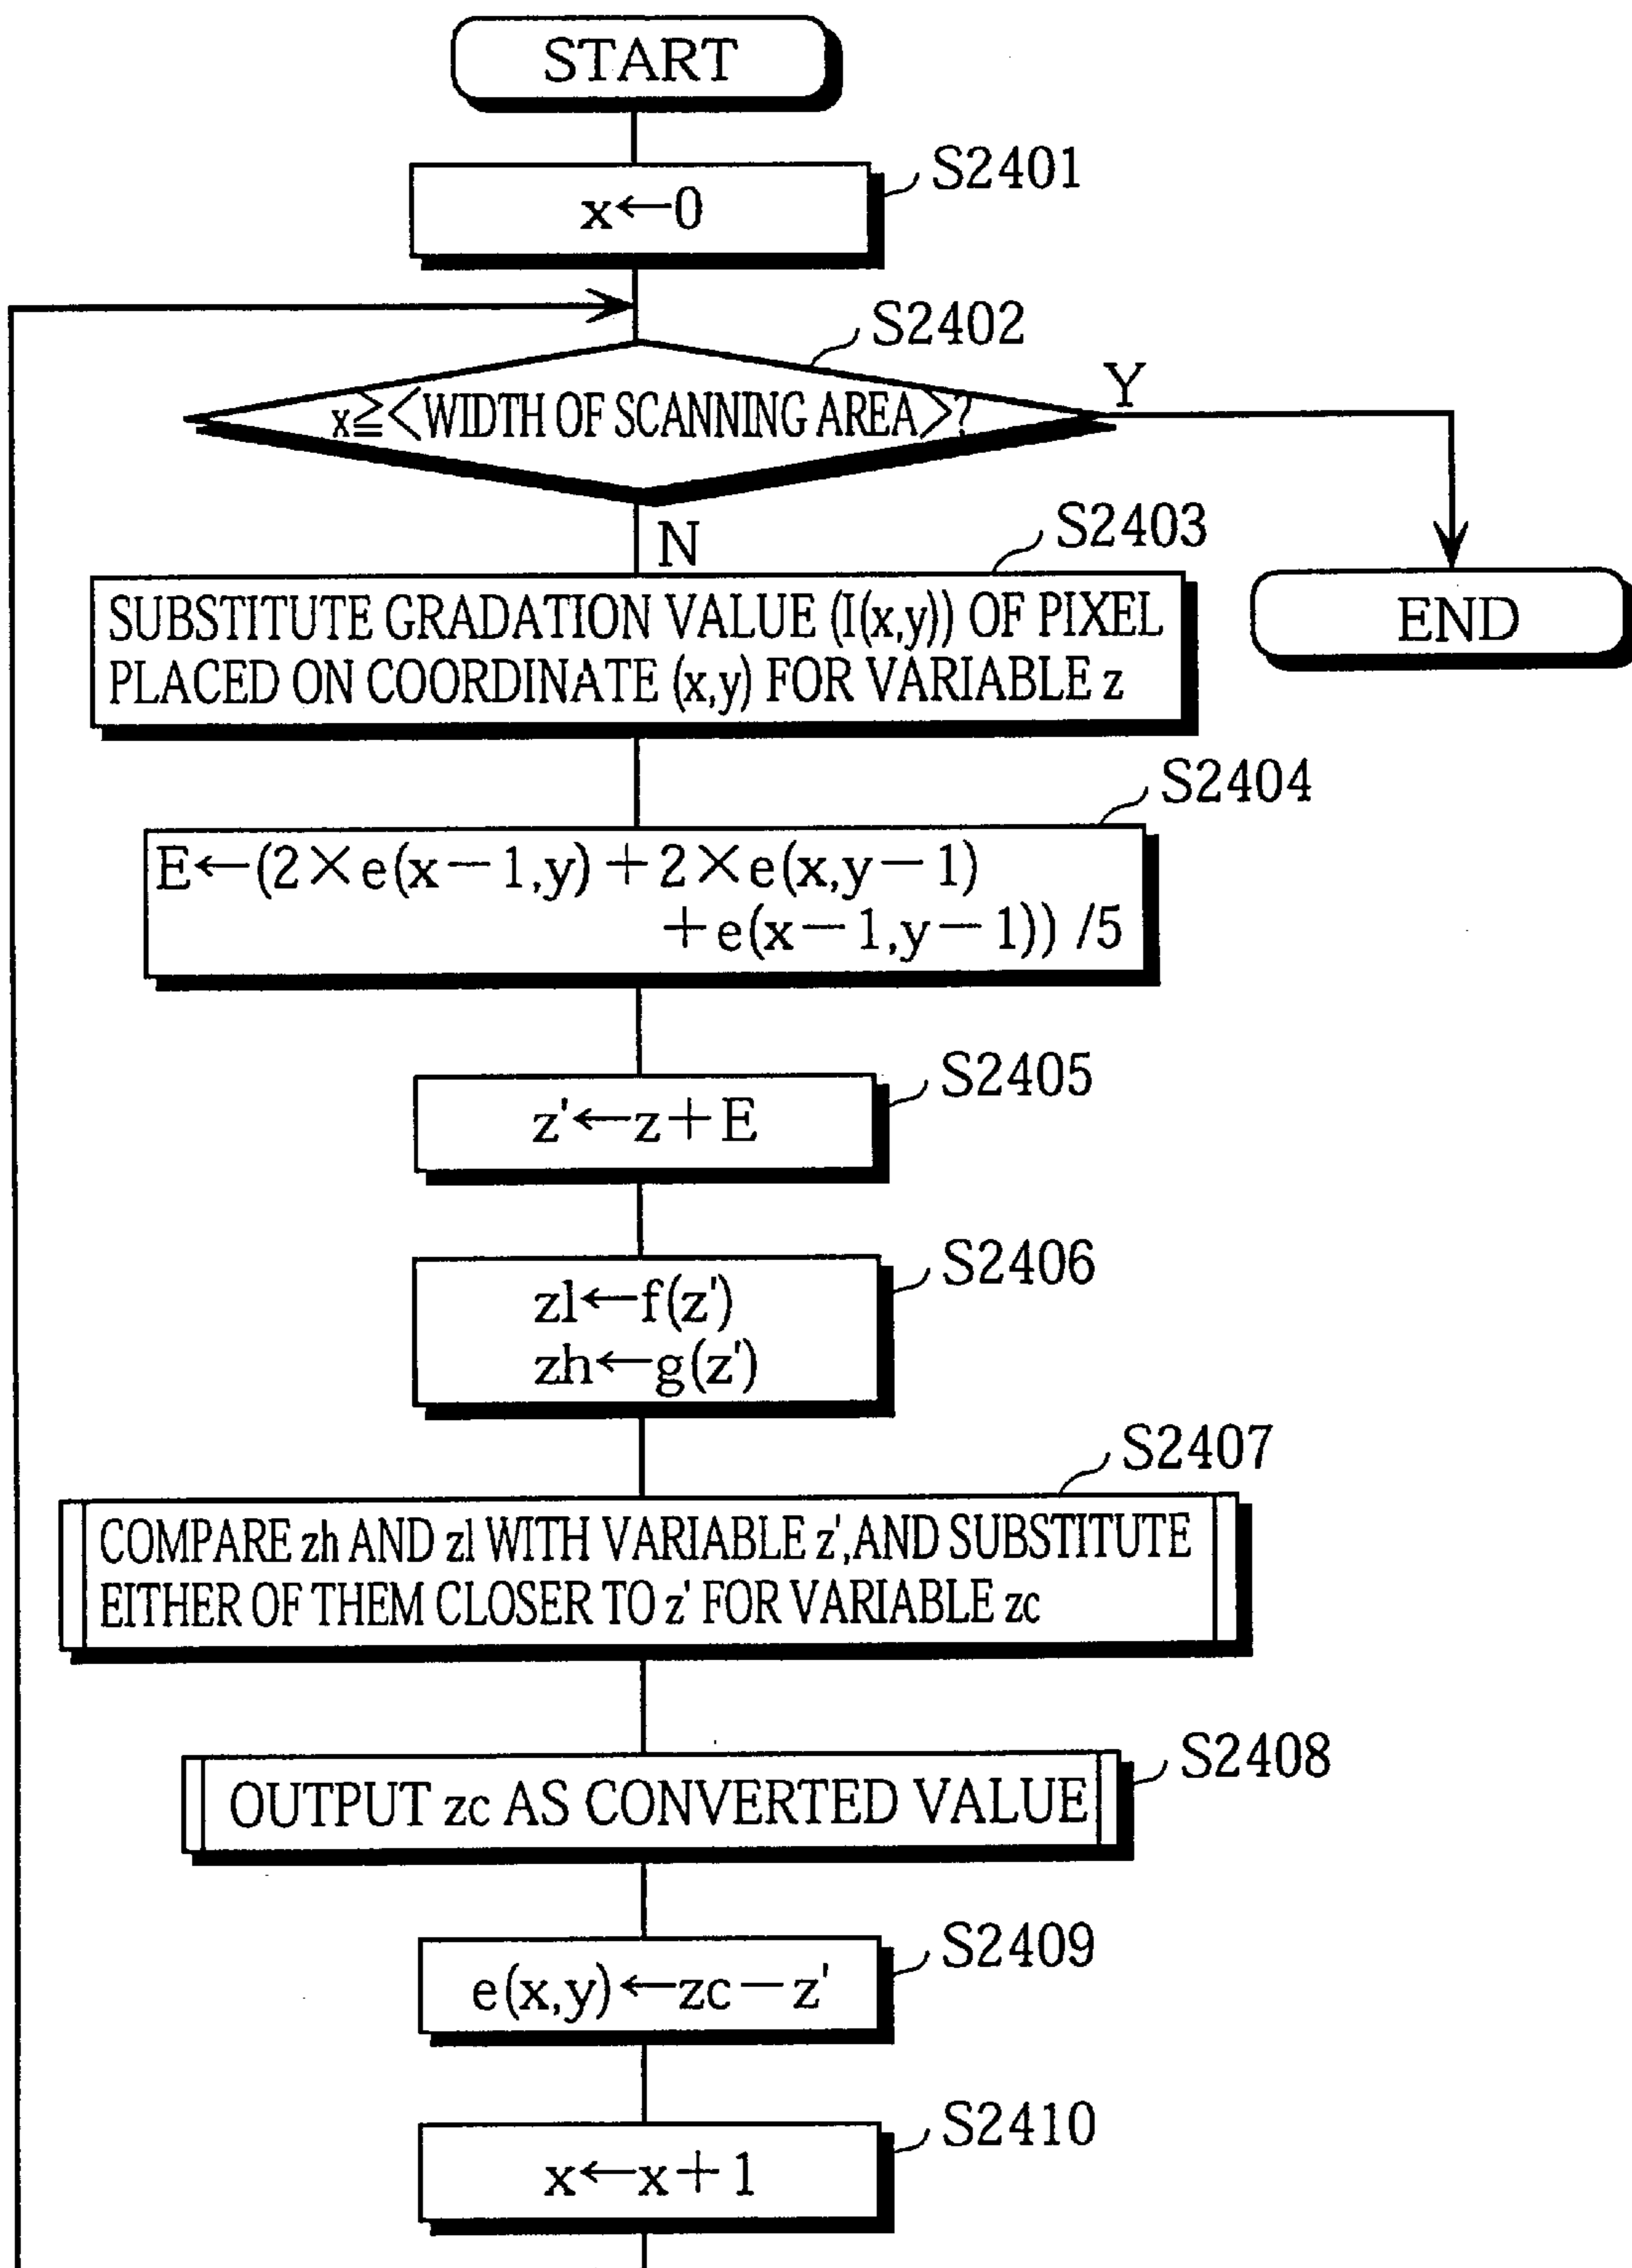 START
S2401
x←0
S2402
x≧<WIDTH OF SCANNING AREA>?
Y
N
S2403
SUBSTITUTE GRADATION VALUE (I(x,y)) OF PIXEL
PLACED ON COORDINATE (x,y) FOR VARIABLE z
END
S2404
E←(2×e(x−1,y)+2×e(x,y−1)
+e(x−1,y−1)) /5
S2405
z'←z+E
S2406
zl←f(z')
zh←g(z')
S2407
COMPARE zh AND zl WITH VARIABLE z', AND SUBSTITUTE
EITHER OF THEM CLOSER TO z' FOR VARIABLE zc
S2408
OUTPUT zc AS CONVERTED VALUE
S2409
e(x,y)←zc−z'
S2410
x←x+1